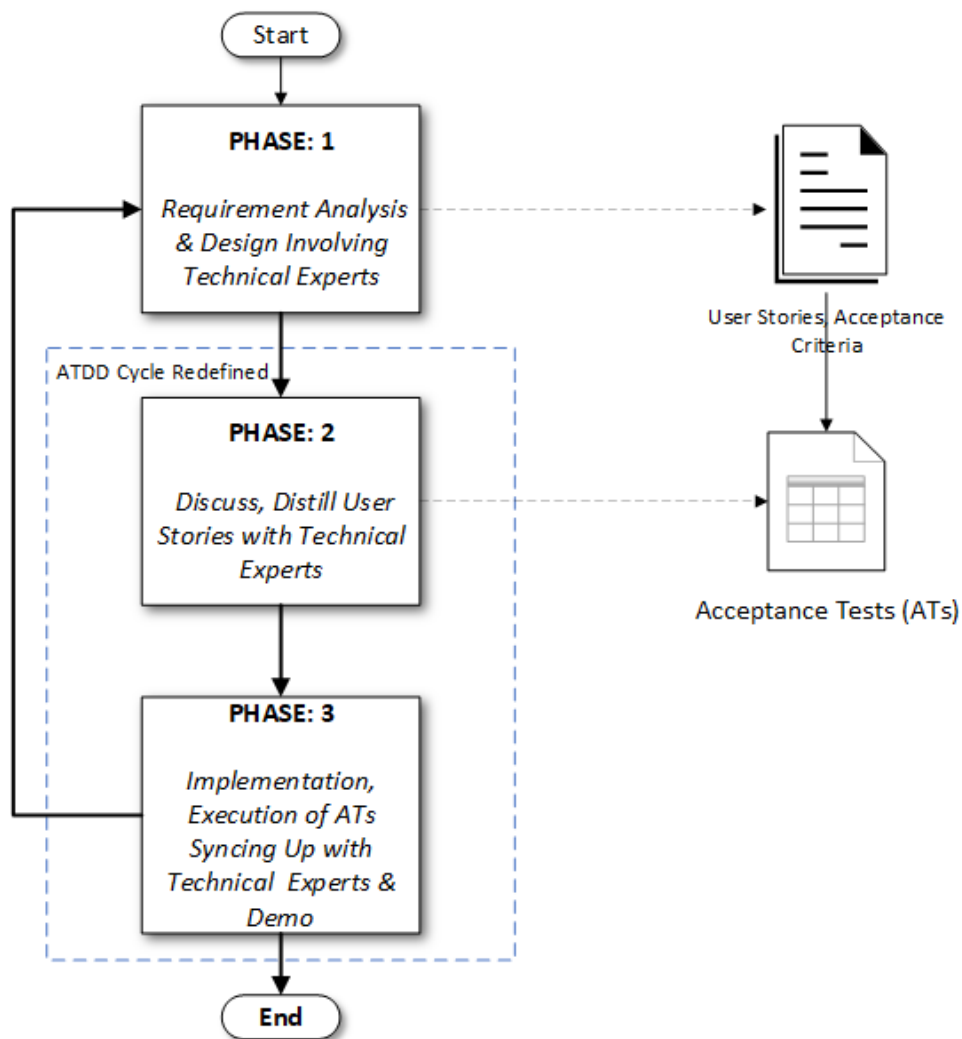 Start
PHASE: 1
Requirement Analysis
& Design Involving
Technical Experts
User Stories, Acceptance
Criteria
ATDD Cycle Redefined
PHASE: 2
Discuss, Distill User
Stories with Technical
Experts
Acceptance Tests (ATs)
PHASE: 3
Implementation,
Execution of ATs
Syncing Up with
Technical Experts &
Demo
End